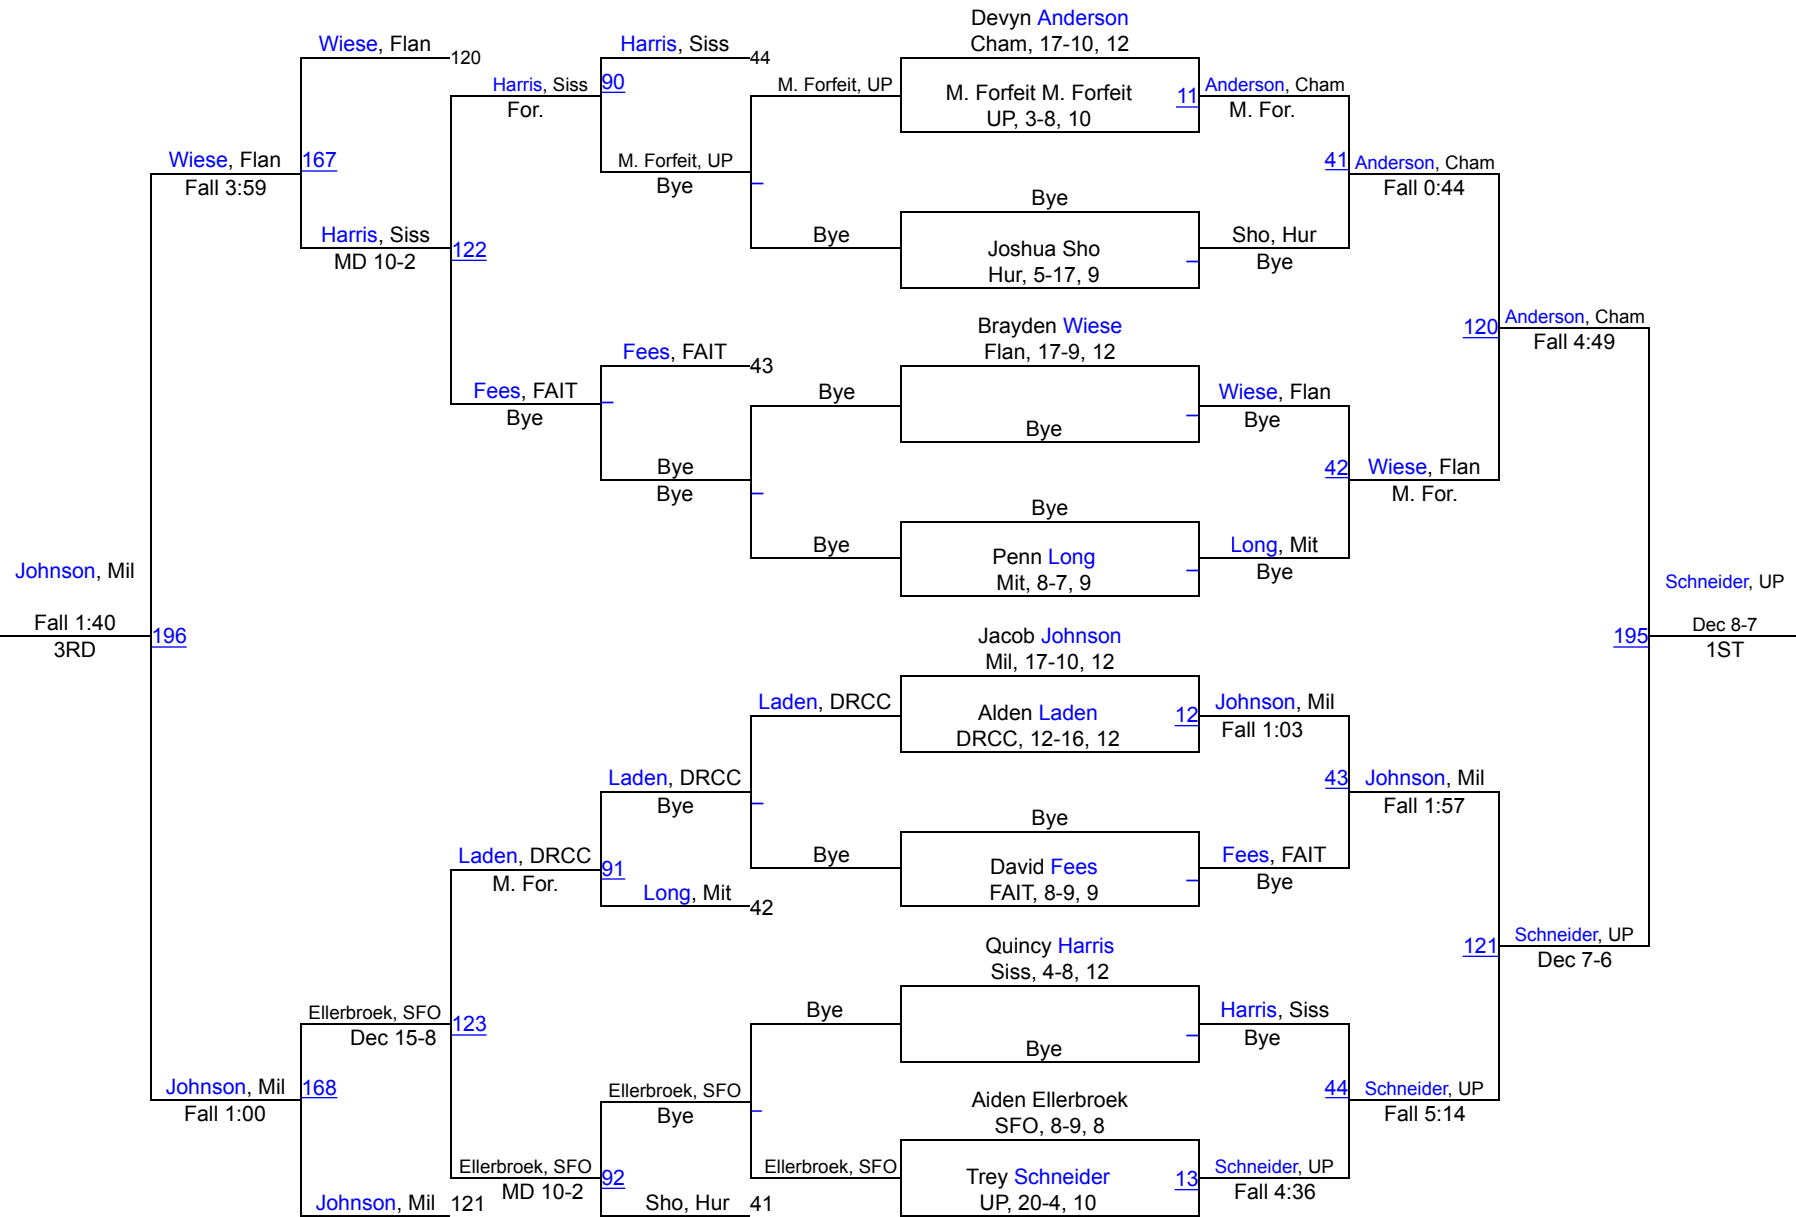 Devyn Anderson
Cham, 17-10, 12
Wiese, Flan
120
Harris, Siss
44
Harris, Siss
For.
90
M. Forfeit, UP
M. Forfeit M. Forfeit
UP, 3-8, 10
11
Anderson, Cham
M. For.
Wiese, Flan
Fall 3:59
167
M. Forfeit, UP
Bye
41
Anderson, Cham
Fall 0:44
Bye
Harris, Siss
MD 10-2
122
Bye
Joshua Sho
Hur, 5-17, 9
Sho, Hur
Bye
Brayden Wiese
Flan, 17-9, 12
120
Anderson, Cham
Fall 4:49
Fees, FAIT
43
Fees, FAIT
Bye
Bye
Bye
Wiese, Flan
Bye
Bye
Bye
42
Wiese, Flan
M. For.
Bye
Bye
Penn Long
Mit, 8-7, 9
Long, Mit
Bye
Johnson, Mil
Fall 1:40
3RD
196
Schneider, UP
195
Dec 8-7
1ST
Jacob Johnson
Mil, 17-10, 12
Laden, DRCC
Alden Laden
DRCC, 12-16, 12
12
Johnson, Mil
Fall 1:03
Laden, DRCC
Bye
43
Johnson, Mil
Fall 1:57
Bye
Laden, DRCC
M. For.
91
Bye
David Fees
FAIT, 8-9, 9
Fees, FAIT
Bye
Long, Mit
42
Quincy Harris
Siss, 4-8, 12
121
Schneider, UP
Dec 7-6
Ellerbroek, SFO
Dec 15-8
123
Bye
Bye
Harris, Siss
Bye
Johnson, Mil
Fall 1:00
168
Ellerbroek, SFO
Bye
Aiden Ellerbroek
SFO, 8-9, 8
44
Schneider, UP
Fall 5:14
Ellerbroek, SFO
MD 10-2
92
Ellerbroek, SFO
Trey Schneider
UP, 20-4, 10
13
Schneider, UP
Fall 4:36
Johnson, Mil
121
Sho, Hur
41